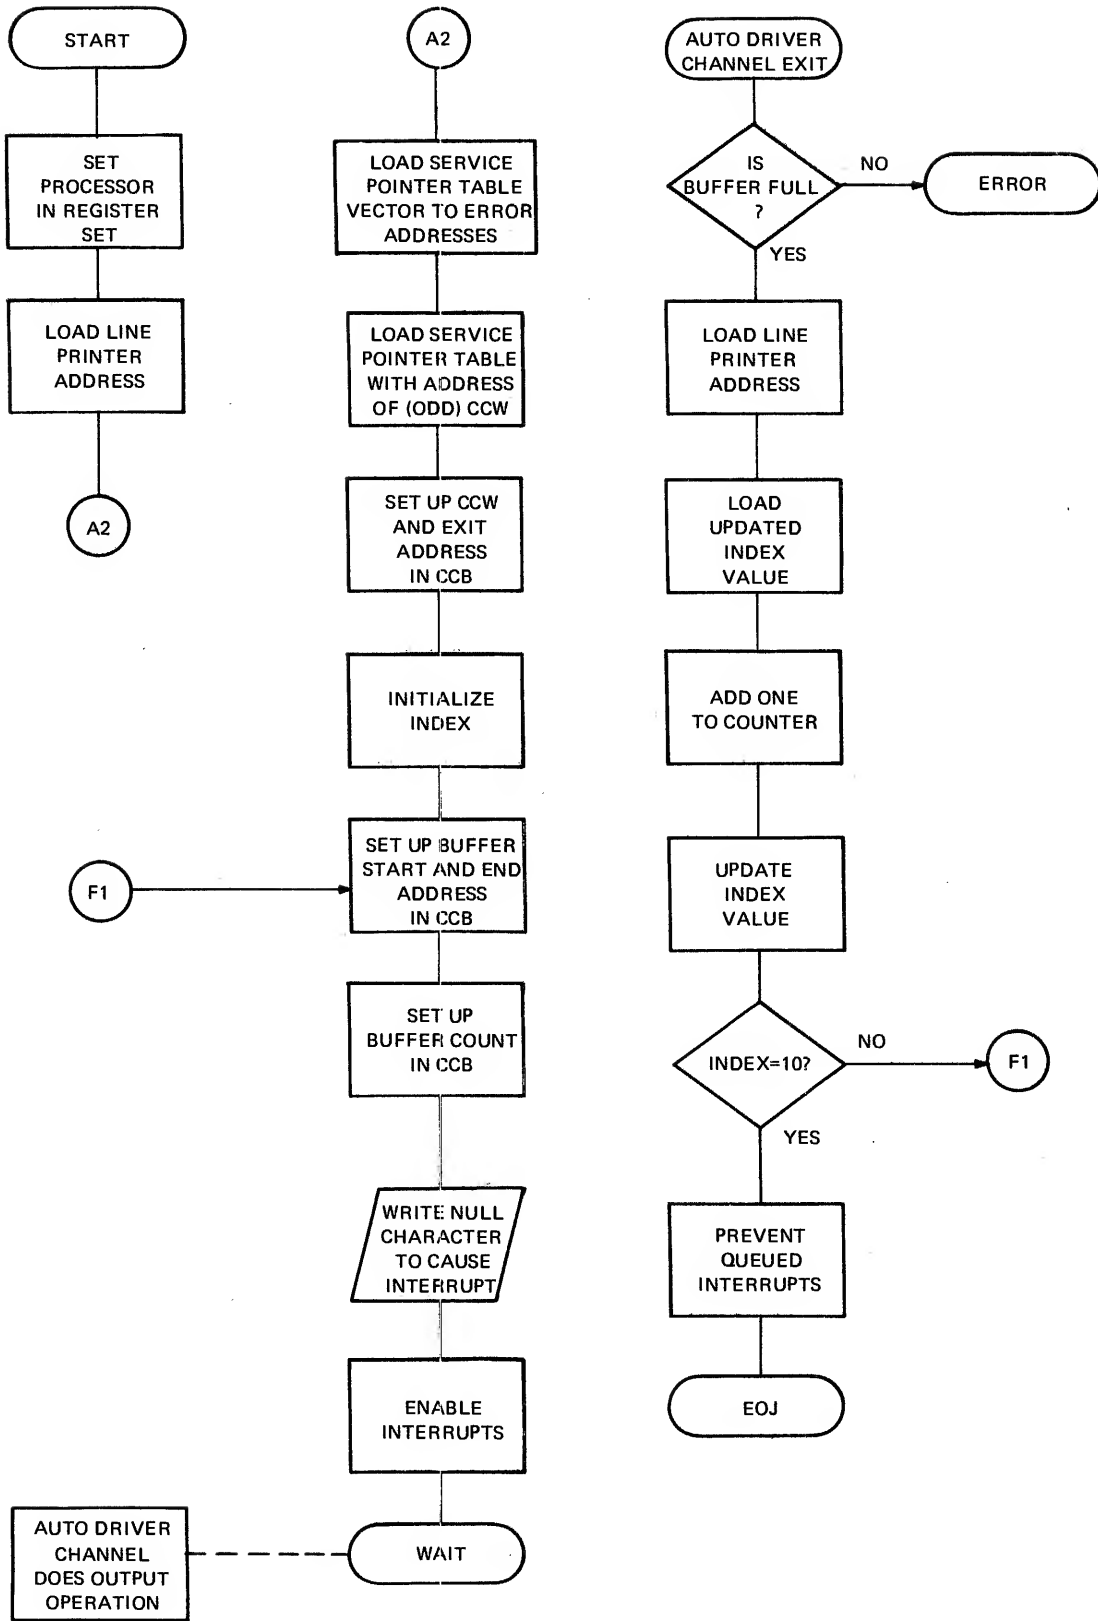 START
SET
PROCESSOR
IN REGISTER
SET
LOAD LINE
PRINTER
ADDRESS
A2
F1
AUTO DRIVER
CHANNEL
DOES OUTPUT
OPERATION
A2
LOAD SERVICE
POINTER TABLE
VECTOR TO ERROR
ADDRESSES
LOAD SERVICE
POINTER TABLE
WITH ADDRESS
OF (ODD) CCW
SET UP CCW
AND EXIT
ADDRESS
IN CCB
INITIALIZE
INDEX
SET UP BUFFER
START AND END
ADDRESS
IN CCB
SET UP
BUFFER COUNT
IN CCB
WRITE NULL
CHARACTER
TO CAUSE
INTERRUPT
ENABLE
INTERRUPTS
WAIT
AUTO DRIVER
CHANNEL EXIT
IS
BUFFER FULL
?
NO
ERROR
YES
LOAD LINE
PRINTER
ADDRESS
LOAD
UPDATED
INDEX
VALUE
ADD ONE
TO COUNTER
UPDATE
INDEX
VALUE
INDEX=10?
NO
F1
YES
PREVENT
QUEUED
INTERRUPTS
EOJ